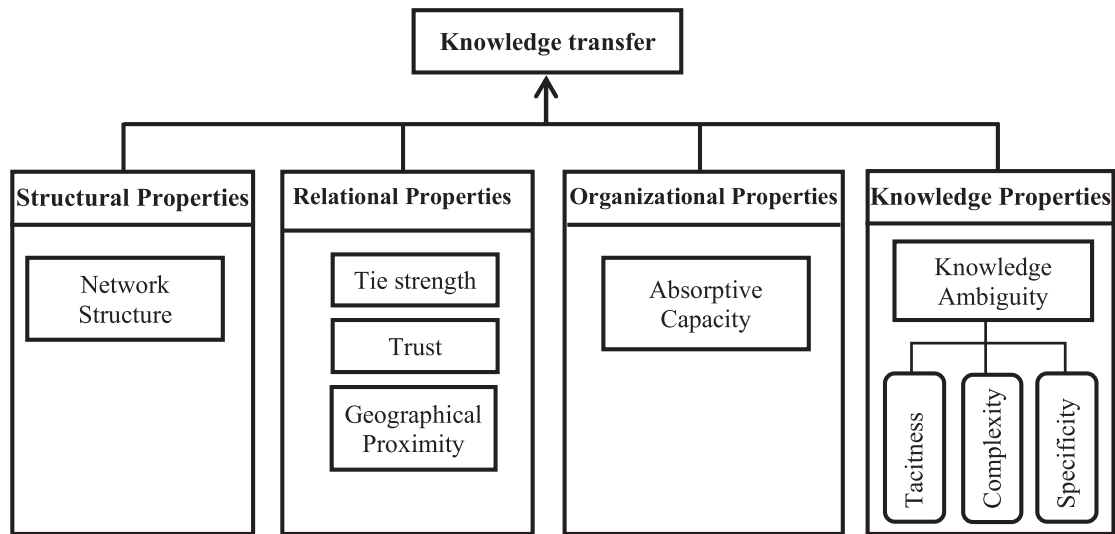 Knowledge transfer
Structural Properties
Network
Structure
Relational Properties
Tie strength
Trust
Geographical
Proximity
Organizational Properties
Absorptive
Capacity
Knowledge Properties
Knowledge
Ambiguity
Tacitness
Complexity
Specificity